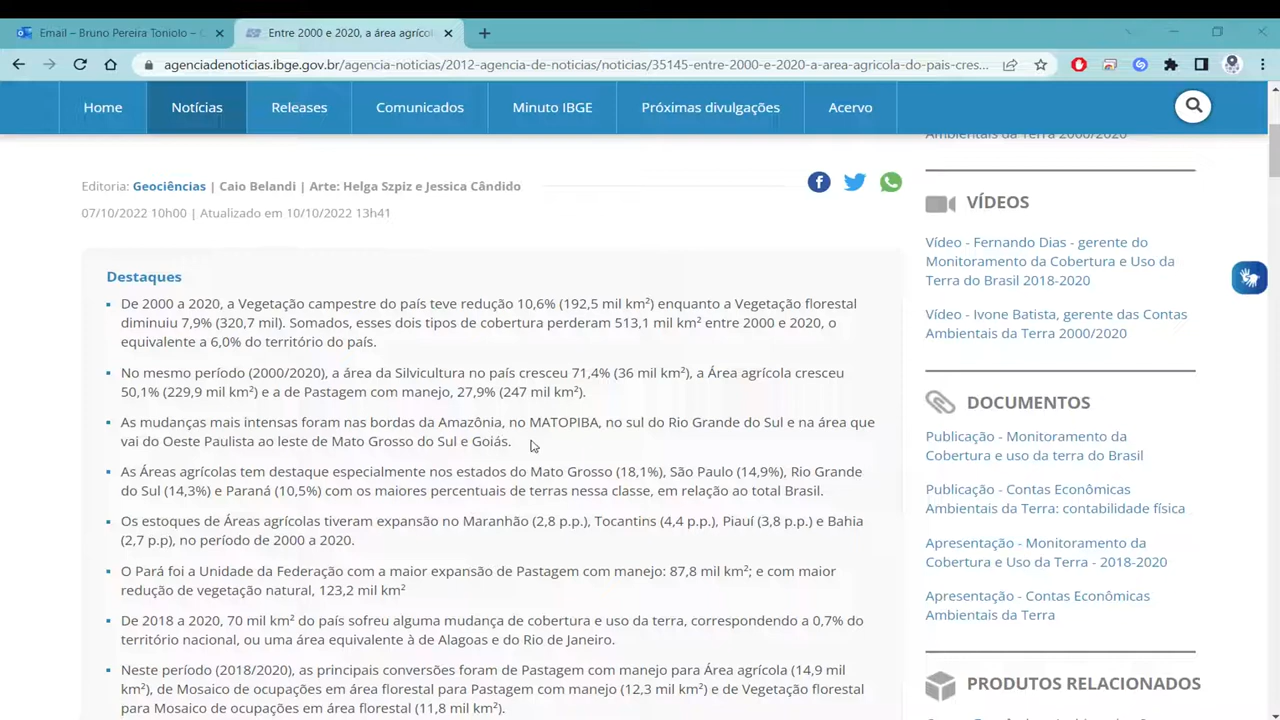 Email – Bruno Pereira Toniolo –
Entre 2000 e 2020, a área agríco
agenciadenoticias.ibge.gov.br/agencia-noticias/2012-agencia-de-noticias/noticias/35145-entre-2000-e-2020-a-area-agricola-do-pais-cres...
Home Notícias Releases Comunicados Minuto IBGE Próximas divulgações Acervo
Editoria: Geociências | Caio Belandi | Arte: Helga Szpiz e Jessica Cândido
07/10/2022 10h00 | Atualizado em 10/10/2022 13h41
Destaques
De 2000 a 2020, a Vegetação campestre do país teve redução 10,6% (192,5 mil km²) enquanto a Vegetação florestal
diminuiu 7,9% (320,7 mil). Somados, esses dois tipos de cobertura perderam 513,1 mil km² entre 2000 e 2020, o
equivalente a 6,0% do território do país.
No mesmo período (2000/2020), a área da Silvicultura no país cresceu 71,4% (36 mil km²), a Área agrícola cresceu
50,1% (229,9 mil km²) e a de Pastagem com manejo, 27,9% (247 mil km²).
As mudanças mais intensas foram nas bordas da Amazônia, no MATOPIBA, no sul do Rio Grande do Sul e na área que
vai do Oeste Paulista ao leste de Mato Grosso do Sul e Goiás.
As Áreas agrícolas tem destaque especialmente nos estados do Mato Grosso (18,1%), São Paulo (14,9%), Rio Grande
do Sul (14,3%) e Paraná (10,5%) com os maiores percentuais de terras nessa classe, em relação ao total Brasil.
Os estoques de Áreas agrícolas tiveram expansão no Maranhão (2,8 p.p.), Tocantins (4,4 p.p.), Piauí (3,8 p.p.) e Bahia
(2,7 p.p), no período de 2000 a 2020.
O Pará foi a Unidade da Federação com a maior expansão de Pastagem com manejo: 87,8 mil km²; e com maior
redução de vegetação natural, 123,2 mil km²
De 2018 a 2020, 70 mil km² do país sofreu alguma mudança de cobertura e uso da terra, correspondendo a 0,7% do
território nacional, ou uma área equivalente à de Alagoas e do Rio de Janeiro.
Neste período (2018/2020), as principais conversões foram de Pastagem com manejo para Área agrícola (14,9 mil
km²), de Mosaico de ocupações em área florestal para Pastagem com manejo (12,3 mil km²) e de Vegetação florestal
para Mosaico de ocupações em área florestal (11,8 mil km²).
Ambientais da Terra 2000/2020
VÍDEOS
Vídeo - Fernando Dias - gerente do
Monitoramento da Cobertura e Uso da
Terra do Brasil 2018-2020
Vídeo - Ivone Batista, gerente das Contas
Ambientais da Terra 2000/2020
DOCUMENTOS
Publicação - Monitoramento da
Cobertura e uso da terra do Brasil
Publicação - Contas Econômicas
Ambientais da Terra: contabilidade física
Apresentação - Monitoramento da
Cobertura e Uso da Terra - 2018-2020
Apresentação - Contas Econômicas
Ambientais da Terra
PRODUTOS RELACIONADOS